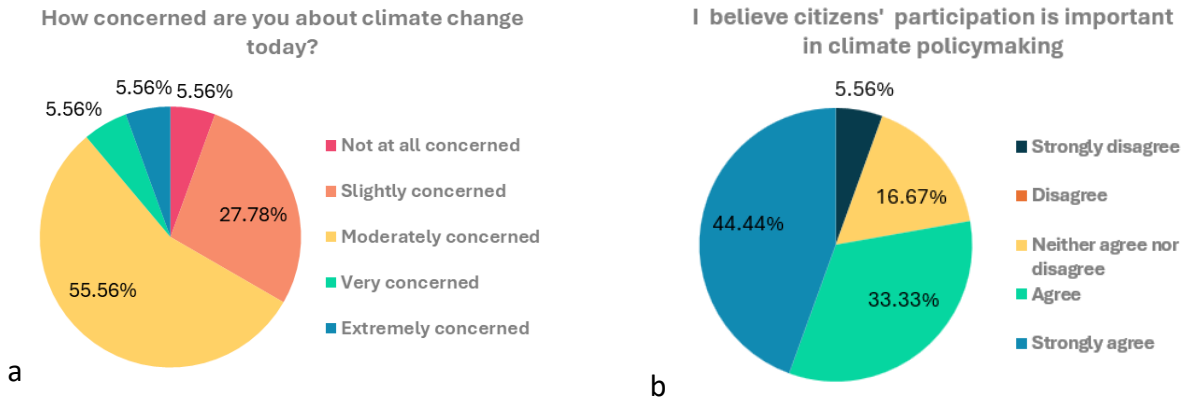 How concerned are you about climate change
today?
5.56%
5.56%
5.56%
27.78%
55.56%
Not at all concerned
Slightly concerned
Moderately concerned
Very concerned
Extremely concerned
a
I believe citizens' participation is important
in climate policymaking
5.56%
16.67%
44.44%
33.33%
Strongly disagree
Disagree
Neither agree nor
disagree
Agree
Strongly agree
b